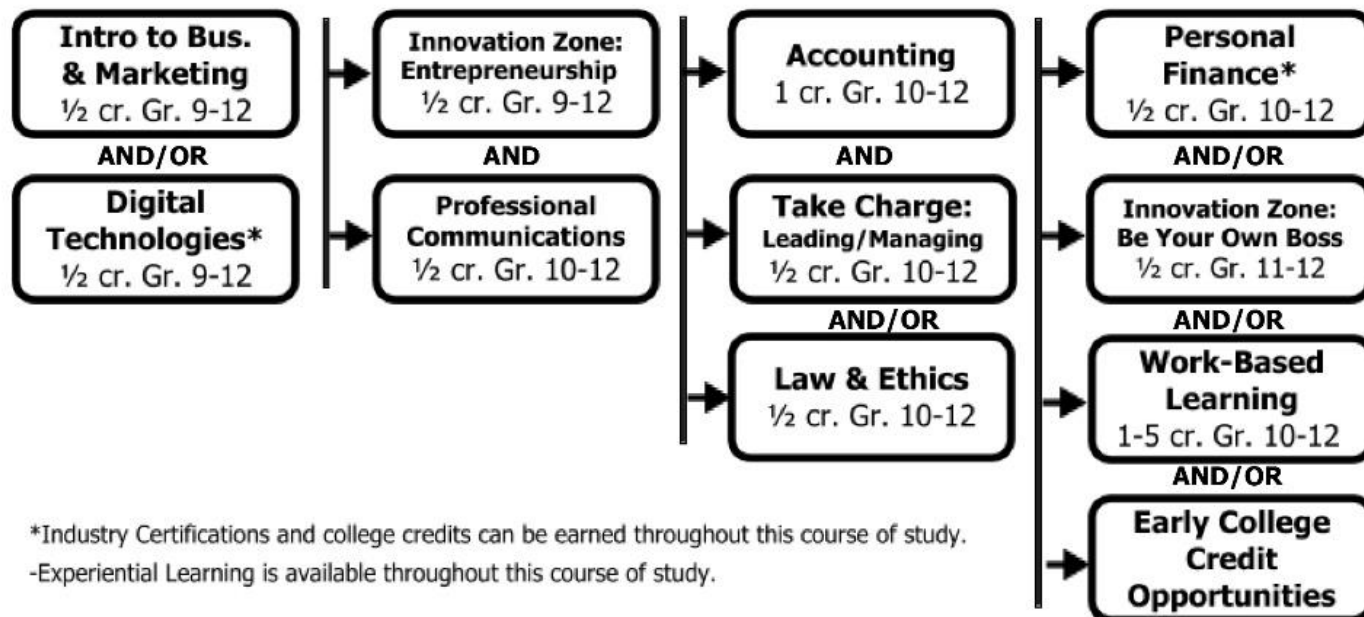 Intro to Bus.
& Marketing
½ cr. Gr. 9-12
AND/OR
Digital
Technologies*
½ cr. Gr. 9-12
Innovation Zone:
Entrepreneurship
½ cr. Gr. 9-12
AND
Professional
Communications
½ cr. Gr. 10-12
Accounting
1 cr. Gr. 10-12
AND
Take Charge:
Leading/Managing
½ cr. Gr. 10-12
AND/OR
Law & Ethics
½ cr. Gr. 10-12
Personal
Finance*
½ cr. Gr. 10-12
AND/OR
Innovation Zone:
Be Your Own Boss
½ cr. Gr. 11-12
AND/OR
Work-Based
Learning
1-5 cr. Gr. 10-12
AND/OR
Early College
Credit
Opportunities
*Industry Certifications and college credits can be earned throughout this course of study.
-Experiential Learning is available throughout this course of study.